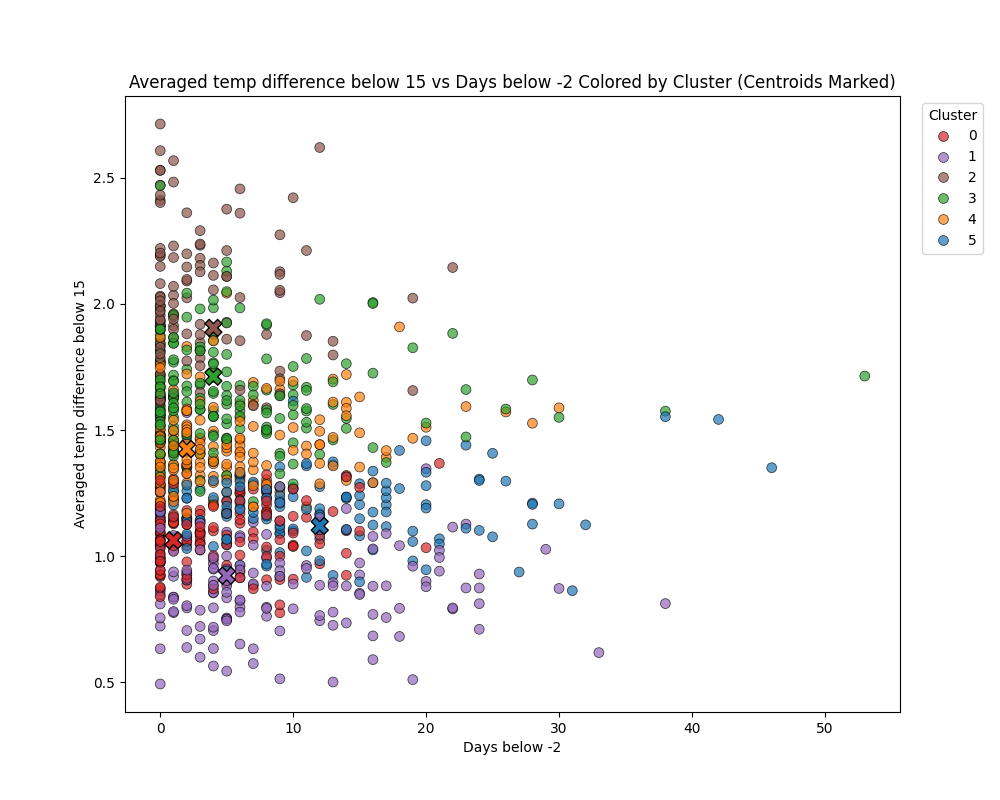 Averaged temp difference below 15 vs Days below -2 Colored by Cluster (Centroids Marked)
Cluster
0
1
2
3
4
5
Averaged temp difference below 15
2.5
2.0
1.5
1.0
0.5
0 10 20 30 40 50
Days below -2